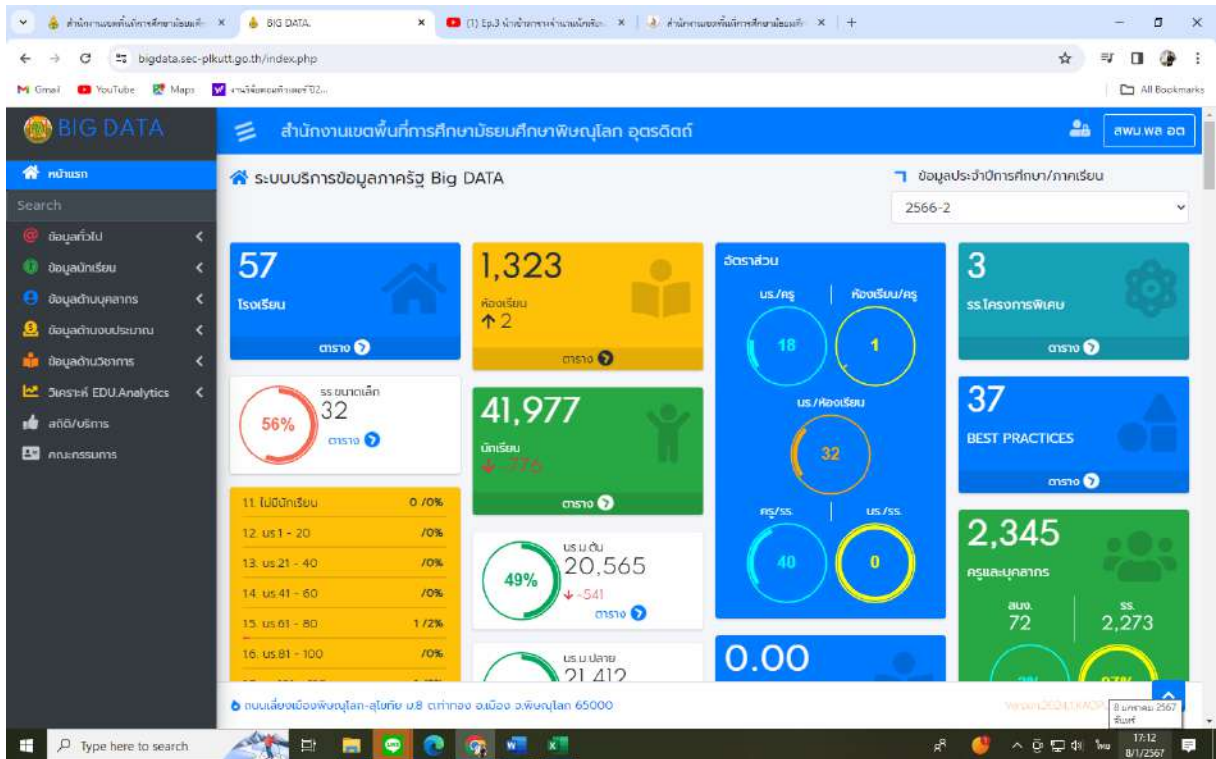 BIG DATA.
(1) Ep.3
bigdata.sec-plkutt.go.th/index.php
Gmail
YouTube
Maps
All Bookmarks
BIG DATA
สำนักงานเขตพื้นที่การศึกษามัธยมศึกษาพิษณุโลก อุตรดิตถ์
สพม.พล อต
หน้าแรก
Search
ข้อมูลทั่วไป
ข้อมูลนักเรียน
ข้อมูลด้านบุคลากร
ข้อมูลด้านงบประมาณ
ข้อมูลด้านวิชาการ
วิเคราะห์ EDU.Analytics
สถิติ/บริการ
คณะกรรมการ
ระบบบริการข้อมูลภาครัฐ Big DATA
ข้อมูลประจำปีการศึกษา/ภาคเรียน
2566-2
57
โรงเรียน
ตาราง
56%
รร.ขนาดเล็ก
32
ตาราง
11. ไม่มีนักเรียน 0 /0%
12. นร.1 - 20 /0%
13. นร.21 - 40 /0%
14. นร.41 - 60 /0%
15. นร.61 - 80 1 /2%
16. นร.81 - 100 /0%
1,323
ห้องเรียน
2
ตาราง
41,977
นักเรียน
-776
ตาราง
49%
นร.ม.ต้น
20,565
-541
ตาราง
นร.ม.ปลาย
21,412
อัตราส่วน
นร./ครู
ห้องเรียน/ครู
18
1
นร./ห้องเรียน
32
ครู/รร.
นร./รร.
40
0
0.00
3
รร.โครงการพิเศษ
ตาราง
37
BEST PRACTICES
ตาราง
2,345
ครูและบุคลากร
สนง.
72
รร.
2,273
97%
ถนนเลี่ยงเมืองพิษณุโลก-สุโขทัย ม.8 ต.ท่าทอง อ.เมือง จ.พิษณุโลก 65000
8 มกราคม 2567
จันทร์
Type here to search
17:12
8/1/2567